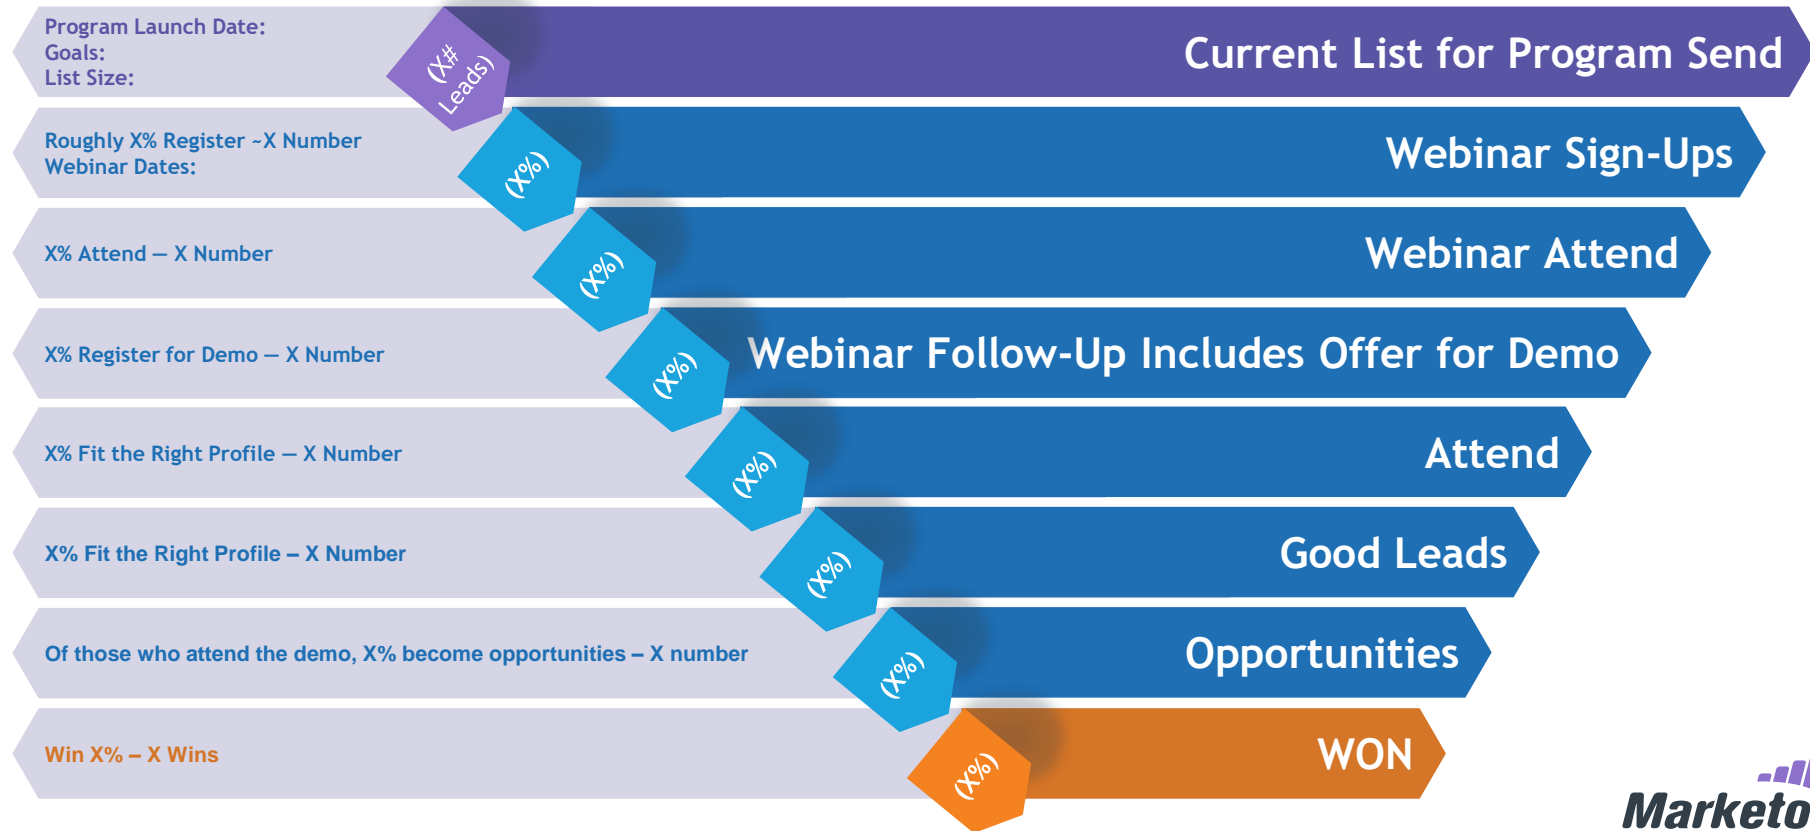 Program Launch Date:
Goals:
List Size:
(X#
Leads)
Current List for Program Send
Roughly X% Register ~X Number
Webinar Dates:
(X%)
Webinar Sign-Ups
X% Attend — X Number
(X%)
Webinar Attend
X% Register for Demo — X Number
(X%)
Webinar Follow-Up Includes Offer for Demo
X% Fit the Right Profile — X Number
(X%)
Attend
X% Fit the Right Profile – X Number
(X%)
Good Leads
Of those who attend the demo, X% become opportunities – X number
(X%)
Opportunities
Win X% – X Wins
(X%)
WON
Marketo